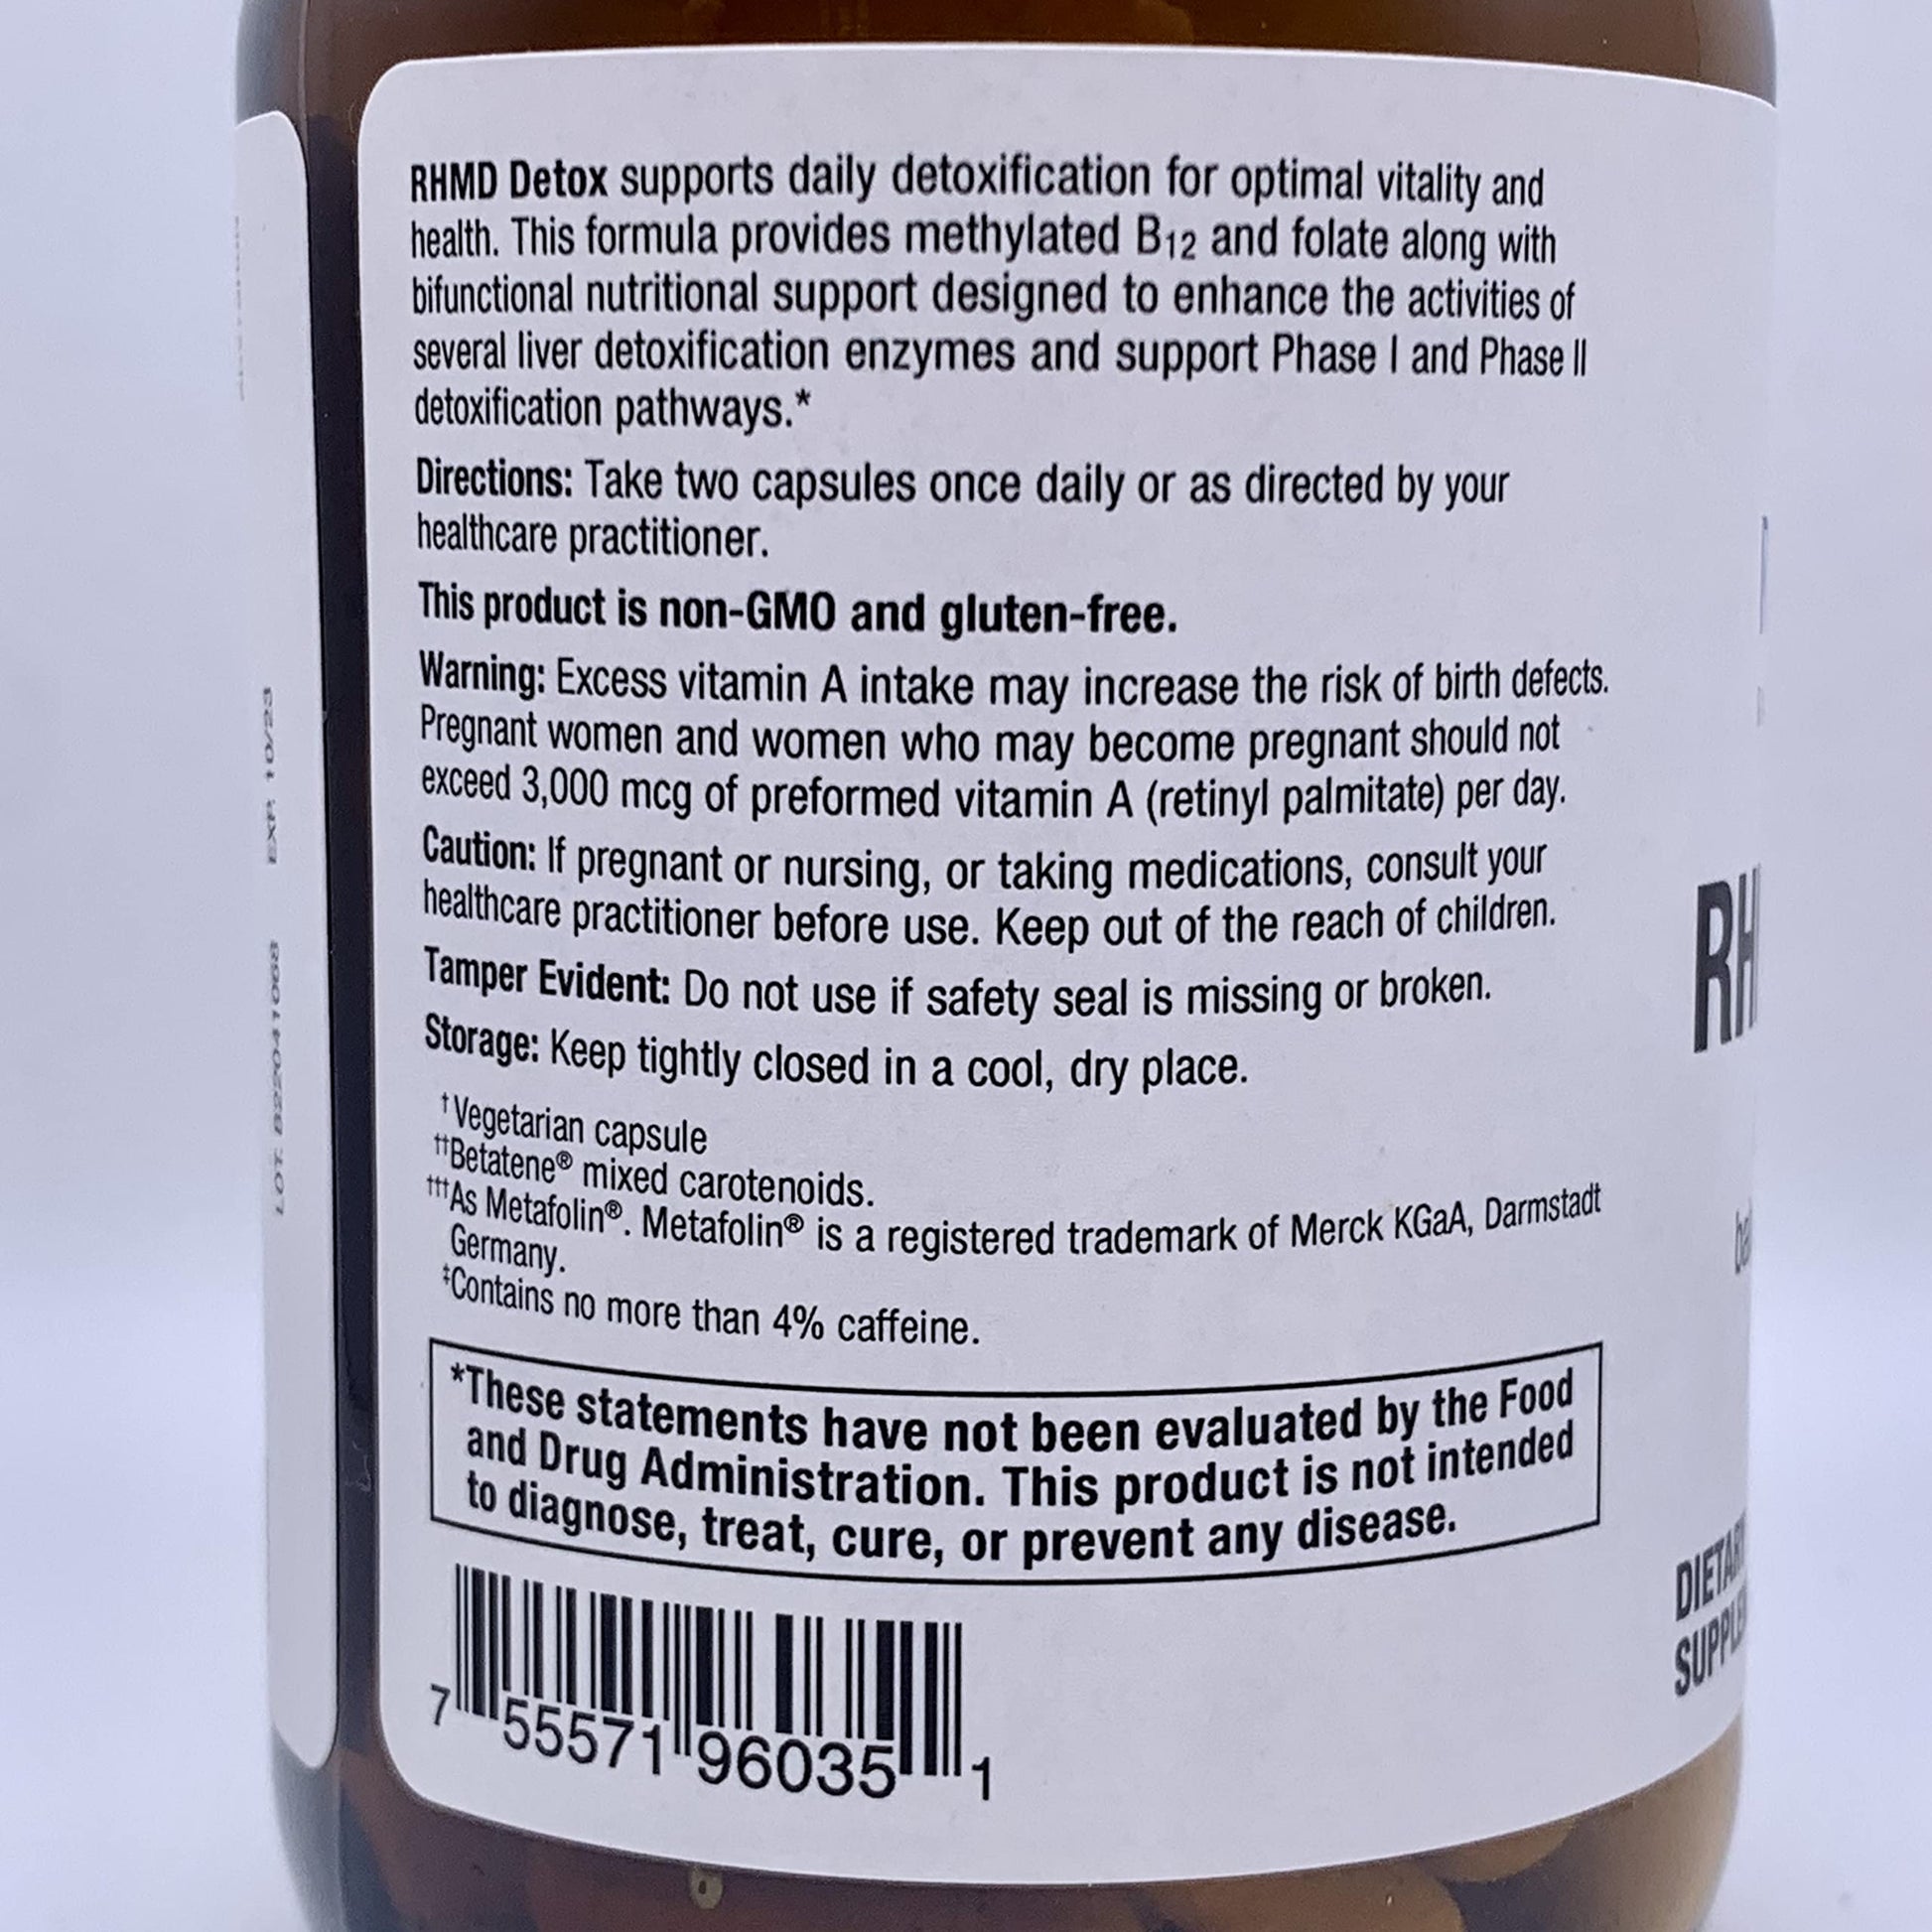 RHMD Detox supports daily detoxification for optimal vitality and
health. This formula provides methylated B12 and folate along with
bifunctional nutritional support designed to enhance the activities of
several liver detoxification enzymes and support Phase I and Phase II
detoxification pathways.*
Directions: Take two capsules once daily or as directed by your
healthcare practitioner.
This product is non-GMO and gluten-free.
Warning: Excess vitamin A intake may increase the risk of birth defects.
Pregnant women and women who may become pregnant should not
exceed 3,000 mcg of preformed vitamin A (retinyl palmitate) per day.
Caution: If pregnant or nursing, or taking medications, consult your
healthcare practitioner before use. Keep out of the reach of children.
Tamper Evident: Do not use if safety seal is missing or broken.
Storage: Keep tightly closed in a cool, dry place.
†Vegetarian capsule
††Betatene® mixed carotenoids.
†††As Metafolin®. Metafolin® is a registered trademark of Merck KGaA, Darmstadt
Germany.
‡Contains no more than 4% caffeine.
*These statements have not been evaluated by the Food
and Drug Administration. This product is not intended
to diagnose, treat, cure, or prevent any disease.
7 55571 96035 1
RH
DIETARY
LOT: B22041068 EXP 10/23